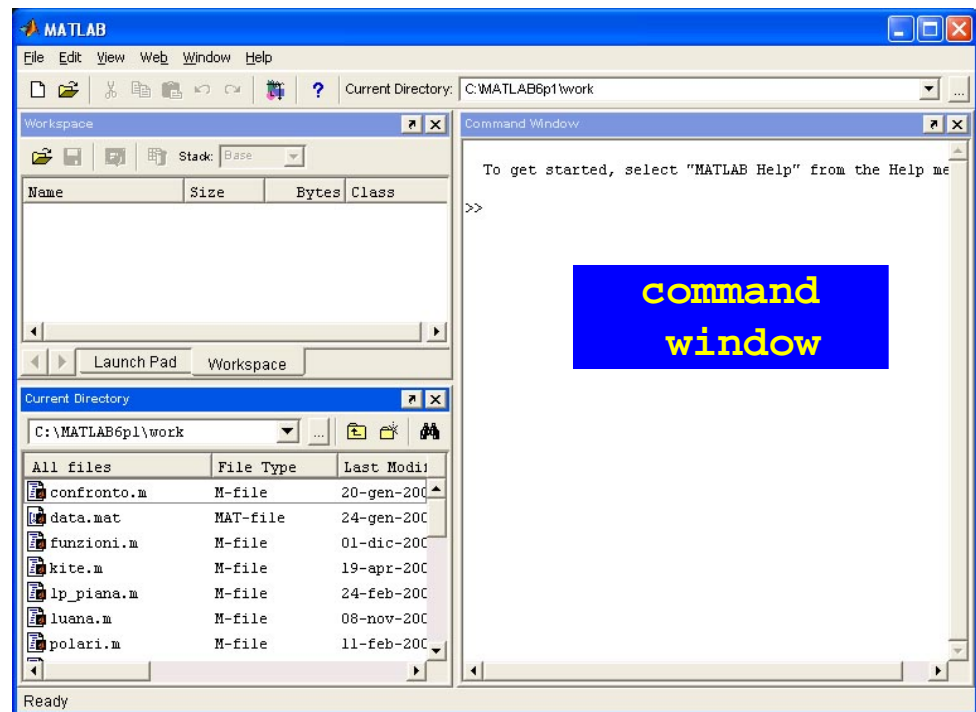 MATLAB
File Edit View Web Window Help
Current Directory: C:\MATLAB6p1\work ...
Workspace
Stack: Base
Name Size Bytes Class
Launch Pad Workspace
Current Directory
C:\MATLAB6p1\work ...
All files File Type Last Modi
confronto.m M-file 20-gen-200
data.mat MAT-file 24-gen-200
funzioni.m M-file 01-dic-200
kite.m M-file 19-apr-200
lp_piana.m M-file 24-feb-200
luana.m M-file 08-nov-200
polari.m M-file 11-feb-200
Command Window
To get started, select "MATLAB Help" from the Help me
>>
command
window
Ready